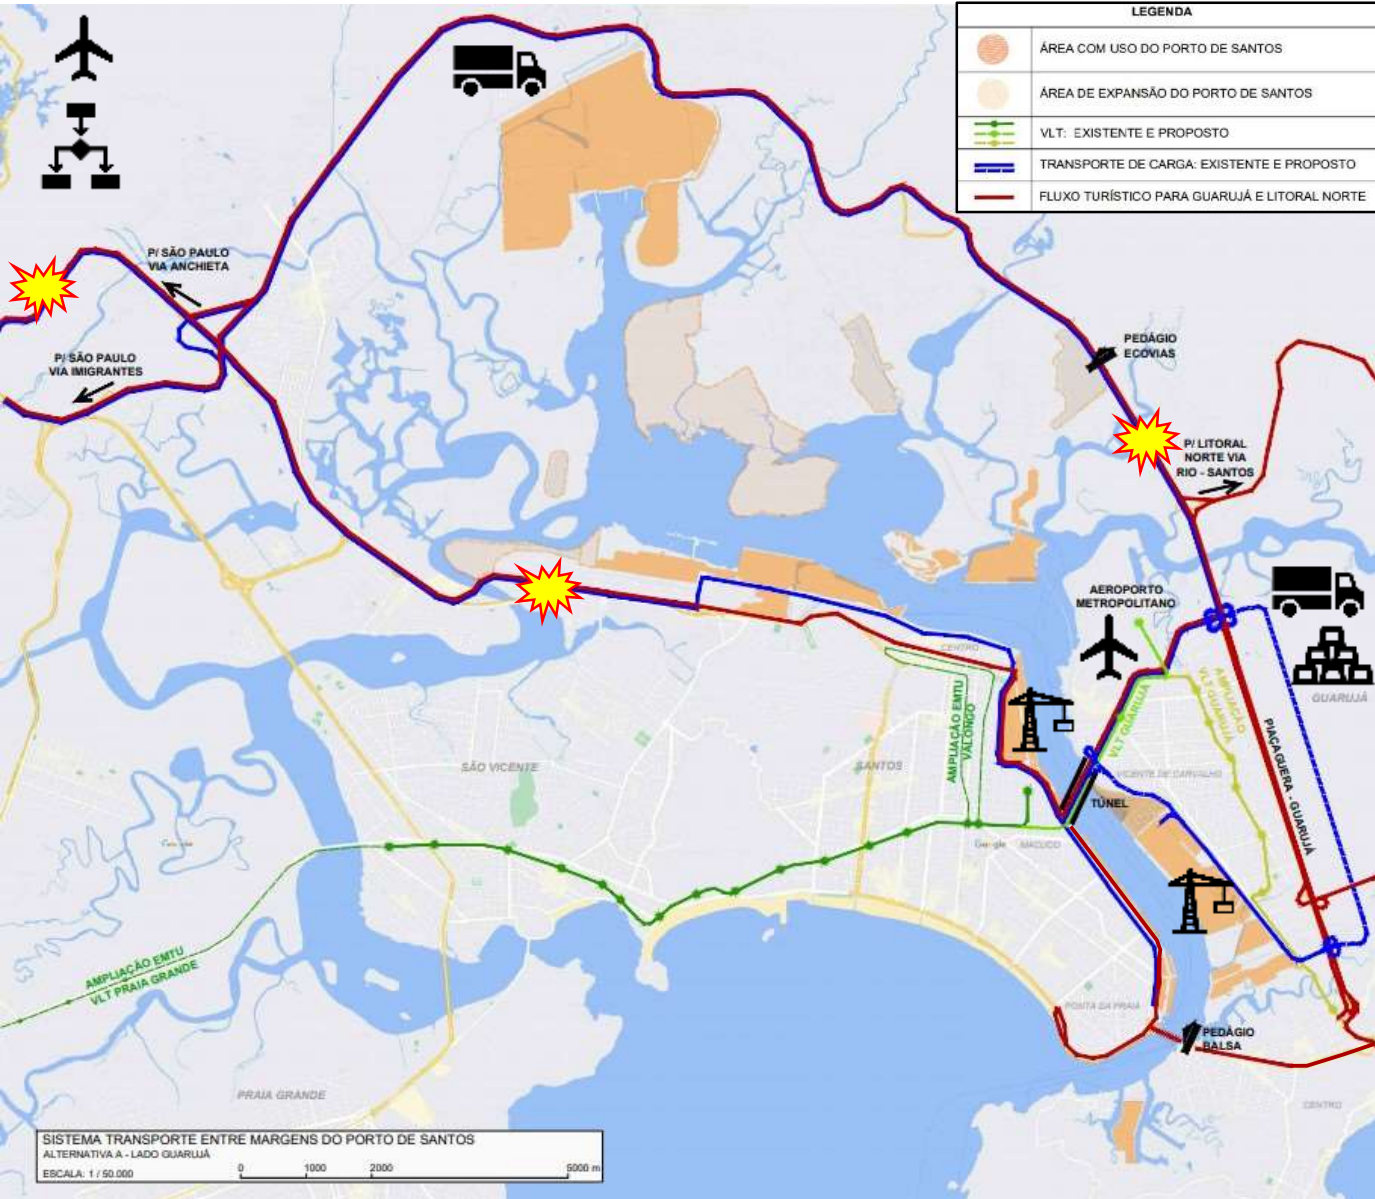 LEGENDA
ÁREA COM USO DO PORTO DE SANTOS
ÁREA DE EXPANSÃO DO PORTO DE SANTOS
VLT: EXISTENTE E PROPOSTO
TRANSPORTE DE CARGA: EXISTENTE E PROPOSTO
FLUXO TURÍSTICO PARA GUARUJÁ E LITORAL NORTE
P/ SÃO PAULO
VIA ANCHIETA
P/ SÃO PAULO
VIA IMIGRANTES
PEDÁGIO
ECOVIAS
P/ LITORAL
NORTE VIA
RIO - SANTOS
AEROPORTO
METROPOLITANO
CENTRO
GUARUJÁ
AMPLIAÇÃO
VLT GUARUJÁ
VLT GUARUJÁ
AMPLIAÇÃO EMTU
VALONGO
PIAÇAGUERA - GUARUJÁ
SÃO VICENTE
SANTOS
VICENTE DE CARVALHO
TÚNEL
Google
Google
MACUCO
AMPLIAÇÃO EMTU
VLT PRAIA GRANDE
PONTA DA PRAIA
PEDÁGIO
BALSA
PRAIA GRANDE
CENTRO
SISTEMA TRANSPORTE ENTRE MARGENS DO PORTO DE SANTOS
ALTERNATIVA A - LADO GUARUJÁ
ESCALA: 1 / 50.000
0 1000 2000 5000 m